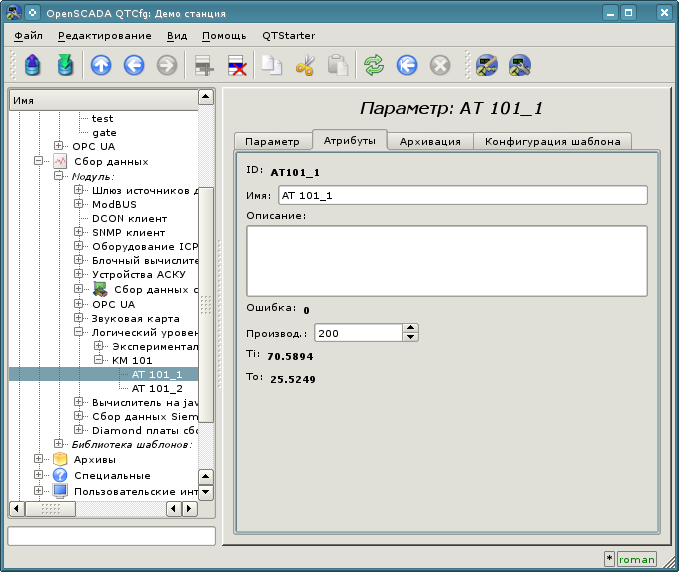 OpenSCADA QTCfg: Демо станция
Файл Редактирование Вид Помощь QTStarter
Имя
test
gate
OPC UA
Сбор данных
Модуль:
Шлюз источников д
ModBUS
DCON клиент
SNMP клиент
Оборудование ICP
Блочный вычислите
Устройства АСКУ
Сбор данных с
OPC UA
Звуковая карта
Логический уровен
Экспериментал
КМ 101
AT 101_1
AT 101_2
Вычислитель на jav
Сбор данных Siem
Diamond платы сбо
Библиотека шаблонов:
Архивы
Специальные
Пользовательские инт
Параметр: AT 101_1
Параметр Атрибуты Архивация Конфигурация шаблона
ID: AT101_1
Имя: AT 101_1
Описание:
Ошибка: 0
Производ.: 200
Ti: 70.5894
To: 25.5249
* roman